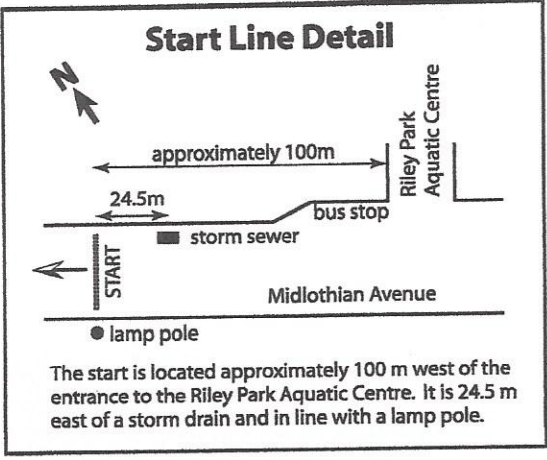 Start Line Detail
N
approximately 100m
Riley Park
Aquatic Centre
24.5m
bus stop
storm sewer
START
Midlothian Avenue
lamp pole
The start is located approximately 100 m west of the
entrance to the Riley Park Aquatic Centre. It is 24.5 m
east of a storm drain and in line with a lamp pole.